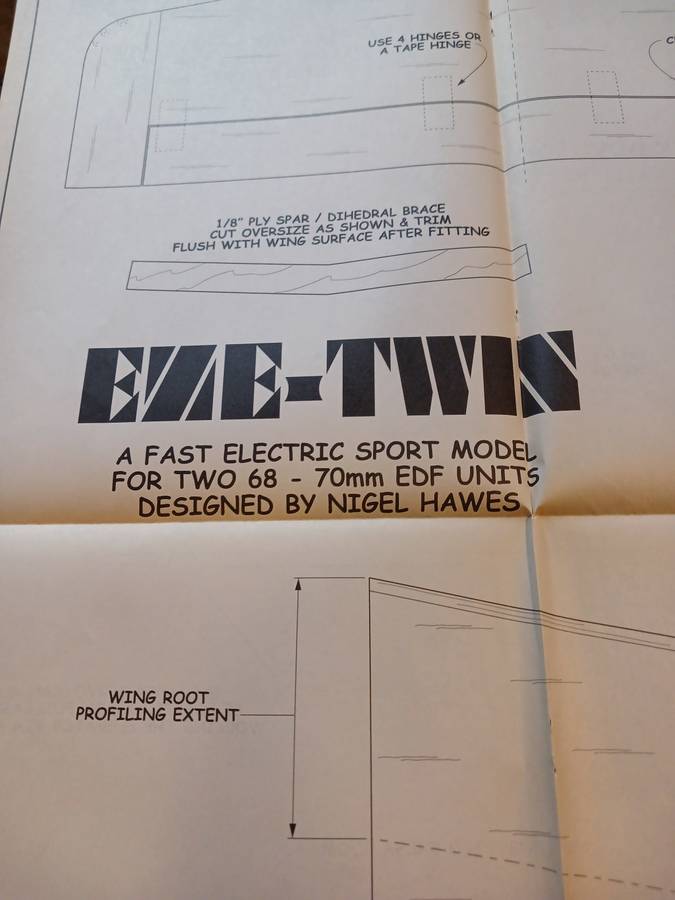 USE 4 HINGES OR
A TAPE HINGE
1/8" PLY SPAR / DIHEDRAL BRACE
CUT OVERSIZE AS SHOWN & TRIM
FLUSH WITH WING SURFACE AFTER FITTING
EZE-TWIN
A FAST ELECTRIC SPORT MODEL
FOR TWO 68 - 70mm EDF UNITS
DESIGNED BY NIGEL HAWES
WING ROOT
PROFILING EXTENT